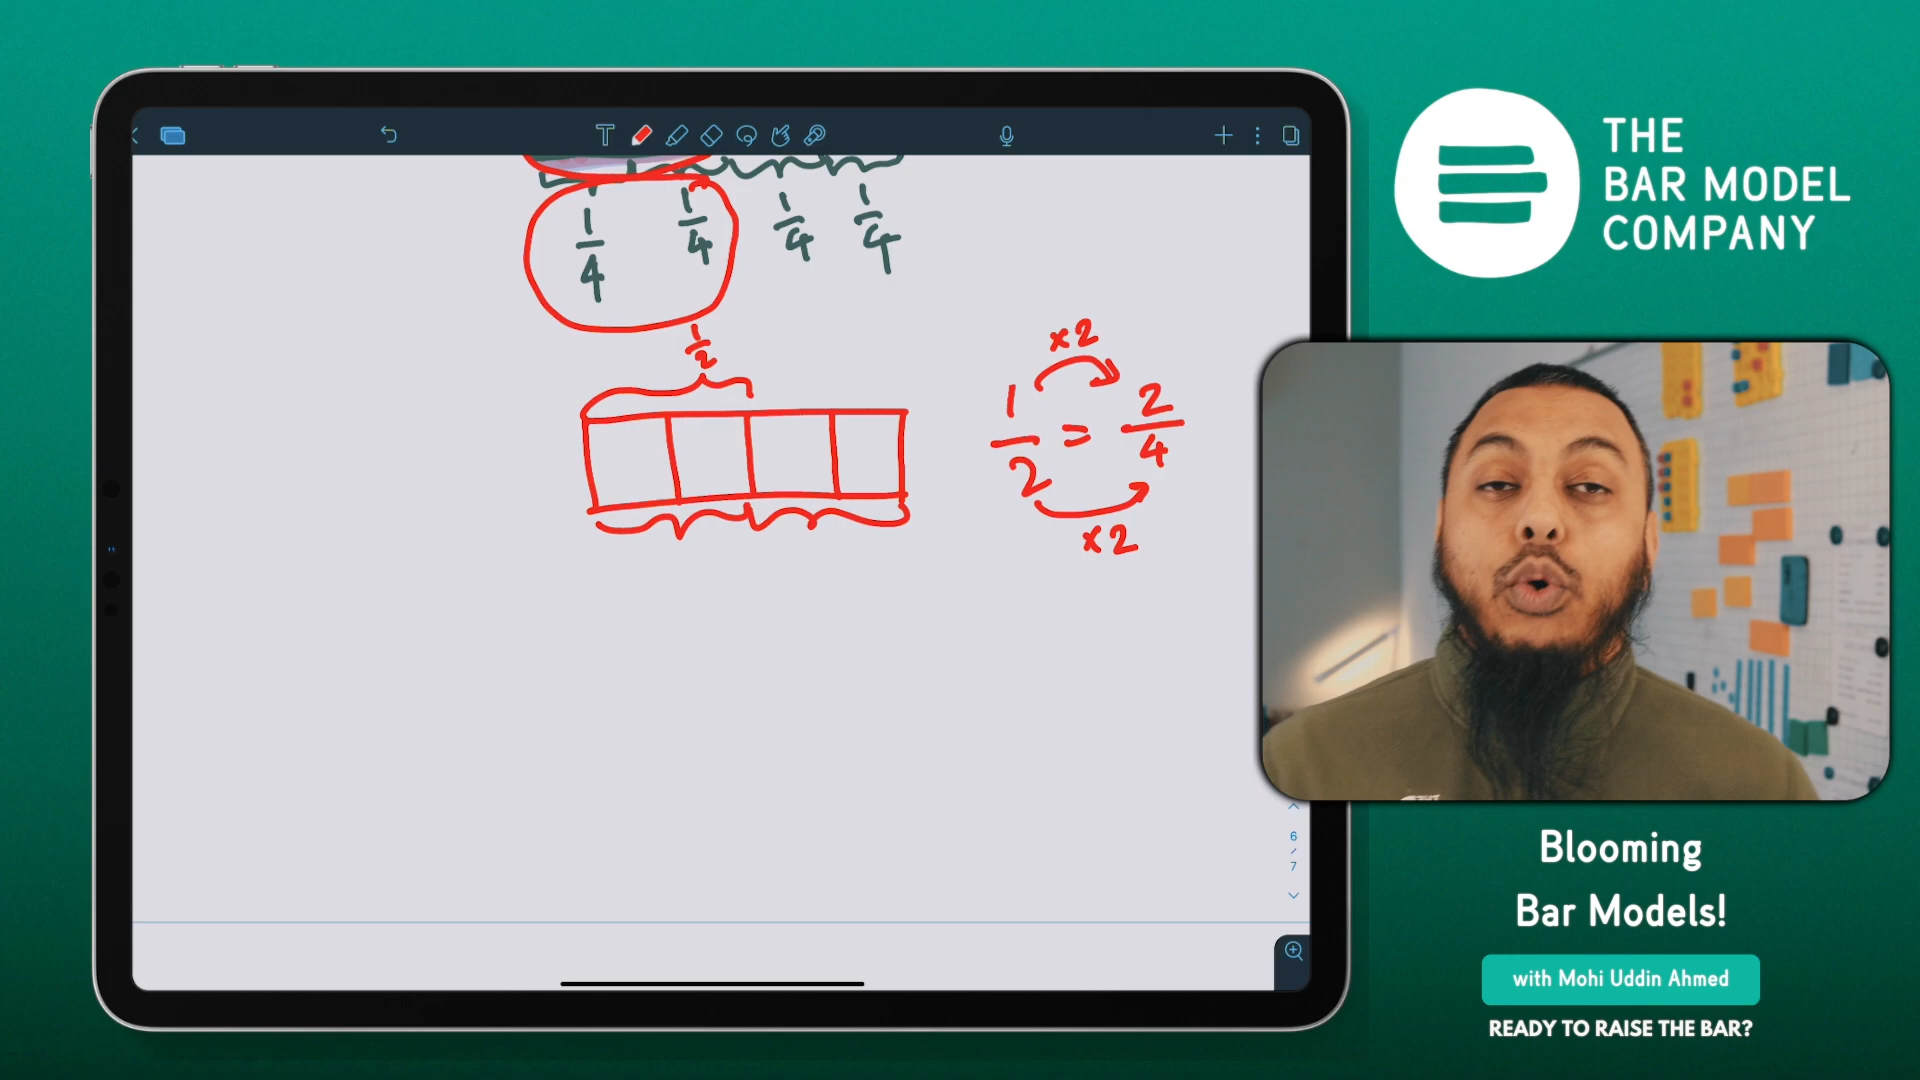 T
THE
BAR MODEL
COMPANY
1/4 1/4 1/4 1/4
1/2
×2
1/2 = 2/4
×2
6
/
7
Blooming
Bar Models!
with Mohi Uddin Ahmed
READY TO RAISE THE BAR?